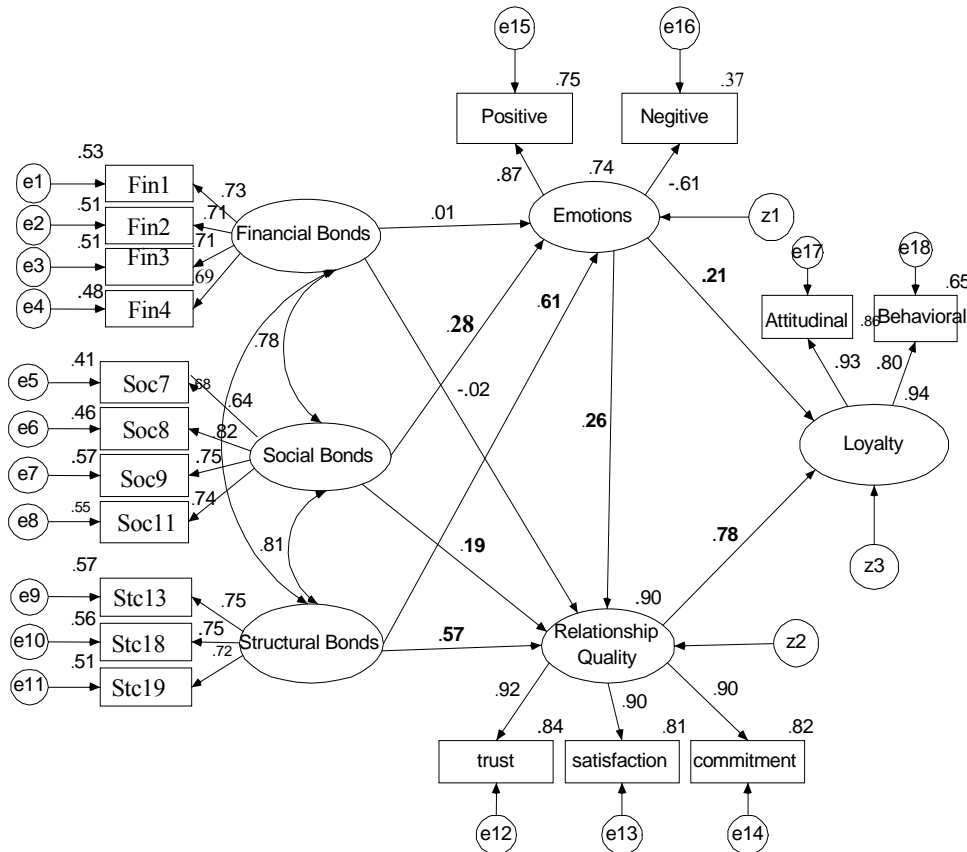 e15
e16
.75
.37
Positive
Negitive
.53
e1
Fin1
.73
.87
.74
-.61
.51
e2
Fin2
.71
Financial Bonds
.01
Emotions
z1
.51
e3
Fin3
.71
.69
e4
.48
Fin4
e17
e18
.21
.61
.65
Attitudinal
.86
Behavioral
.28
.78
.93
.80
.94
.41
e5
Soc7
.68
.64
-.02
.46
e6
Soc8
.82
.26
Loyalty
.57
e7
Soc9
.75
Social Bonds
.55
e8
Soc11
.74
.81
.19
.78
z3
.57
e9
Stc13
.75
.90
.56
e10
Stc18
.75
Structural Bonds
.57
Relationship
Quality
z2
.51
e11
Stc19
.72
.92
.90
.90
.84
.81
.82
trust
satisfaction
commitment
e12
e13
e14